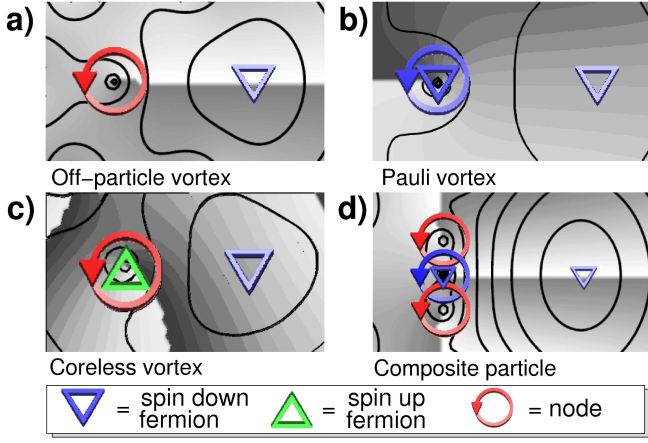 a)
b)
Off−particle vortex
Pauli vortex
c)
d)
Coreless vortex
Composite particle
= spin down fermion
= spin up fermion
= node